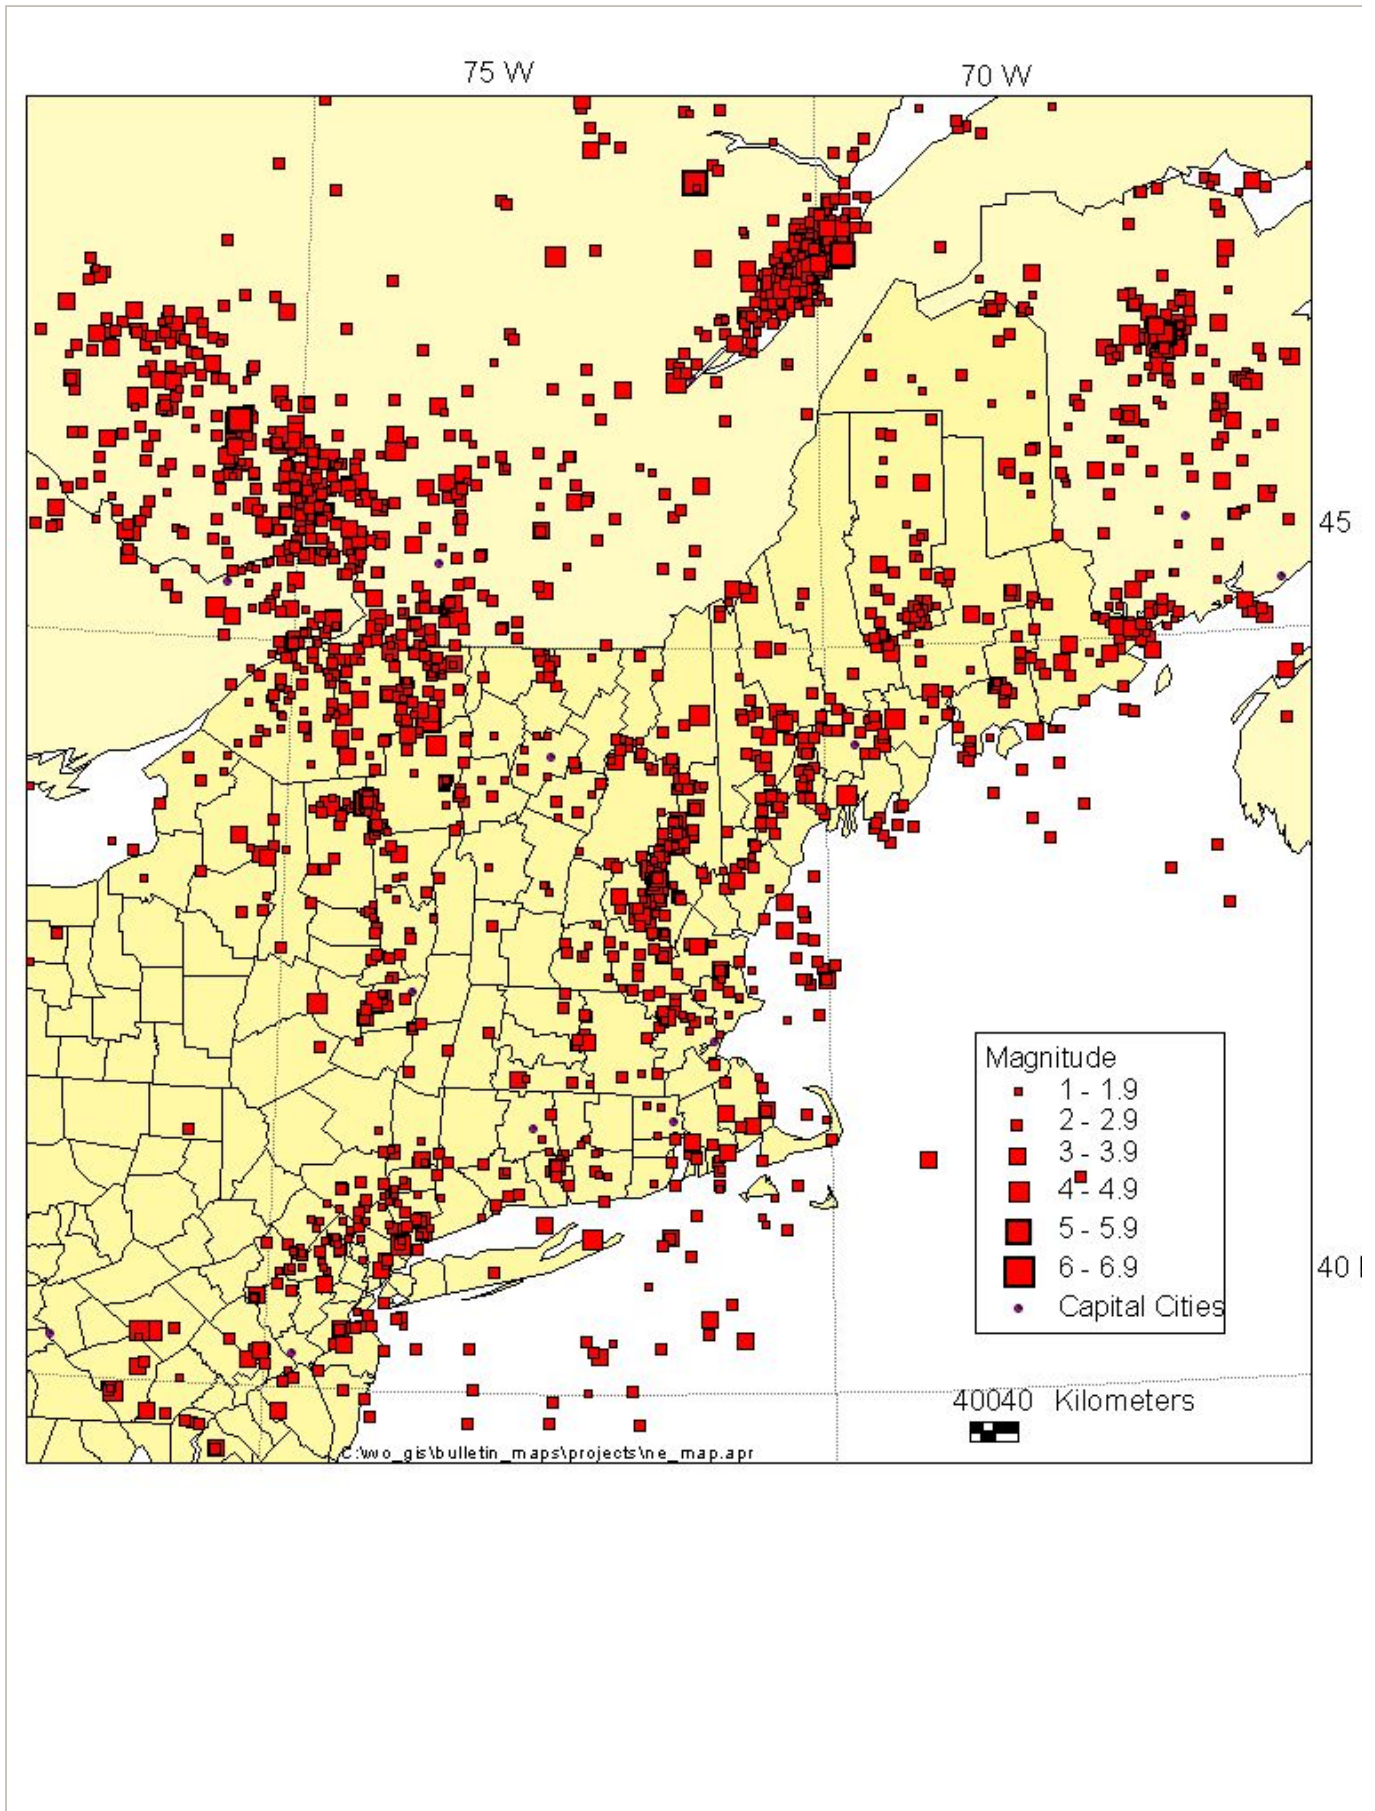 75 W
70 W
45
Magnitude
1 - 1.9
2 - 2.9
3 - 3.9
4 - 4.9
5 - 5.9
6 - 6.9
Capital Cities
40
40040 Kilometers
C:\wo_gis\bulletin_maps\projects\ne_map.apr